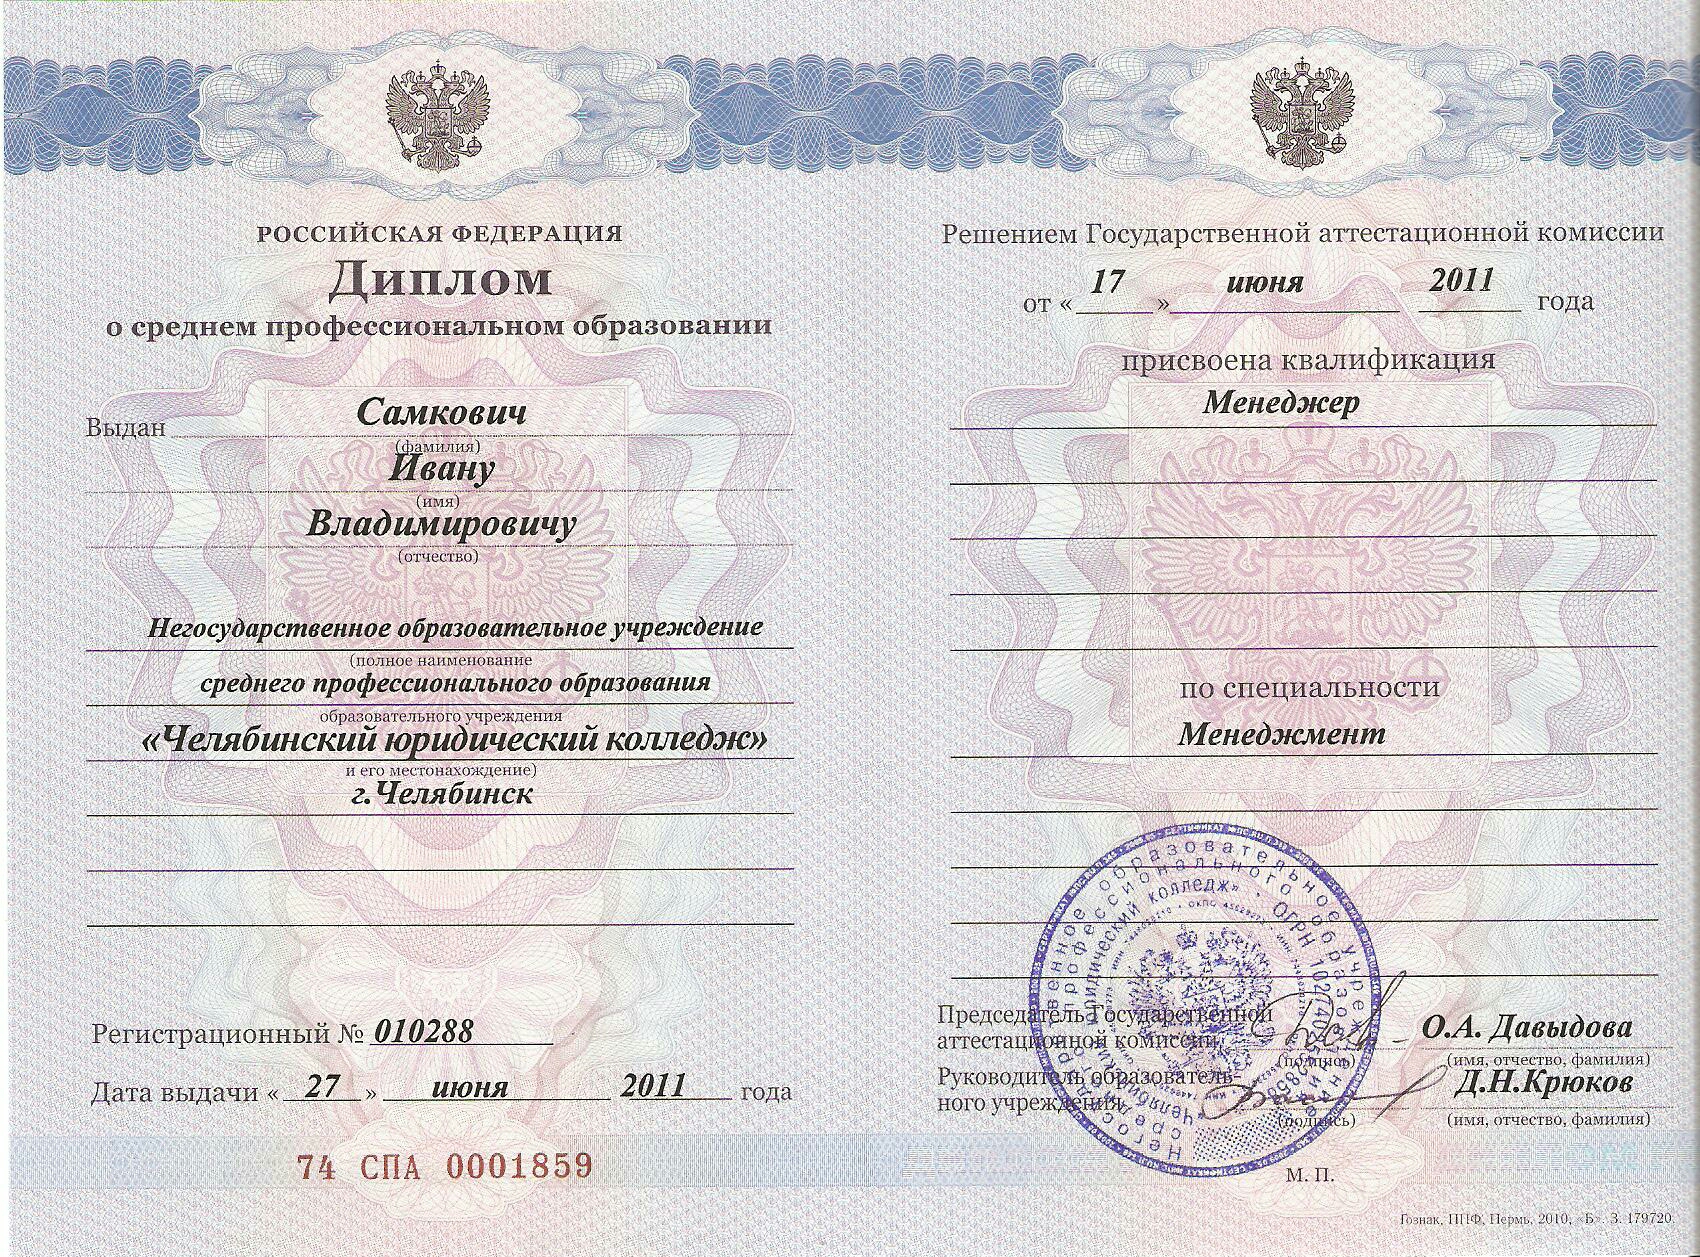 РОССИЙСКАЯ ФЕДЕРАЦИЯ
Диплом
о среднем профессиональном образовании
Выдан Самкович
(фамилия)
Ивану
(имя)
Владимировичу
(отчество)
Негосударственное образовательное учреждение
(полное наименование
среднего профессионального образования
образовательного учреждения
«Челябинский юридический колледж»
и его местонахождение)
г.Челябинск
Регистрационный № 010288
Дата выдачи « 27 » июня 2011 года
74 СПА 0001859
Решением Государственной аттестационной комиссии
от « 17 » июня 2011 года
присвоена квалификация
Менеджер
по специальности
Менеджмент
Председатель Государственной
аттестационной комиссии О.А. Давыдова
(подпись) (имя, отчество, фамилия)
Руководитель образователь-
ного учреждения Д.Н.Крюков
(подпись) (имя, отчество, фамилия)
М. П.
Негосударственное образовательное учреждение
среднего профессионального образования
Челябинский юридический колледж»
Гознак, ППФ, Пермь, 2010, «Б». З. 179720.